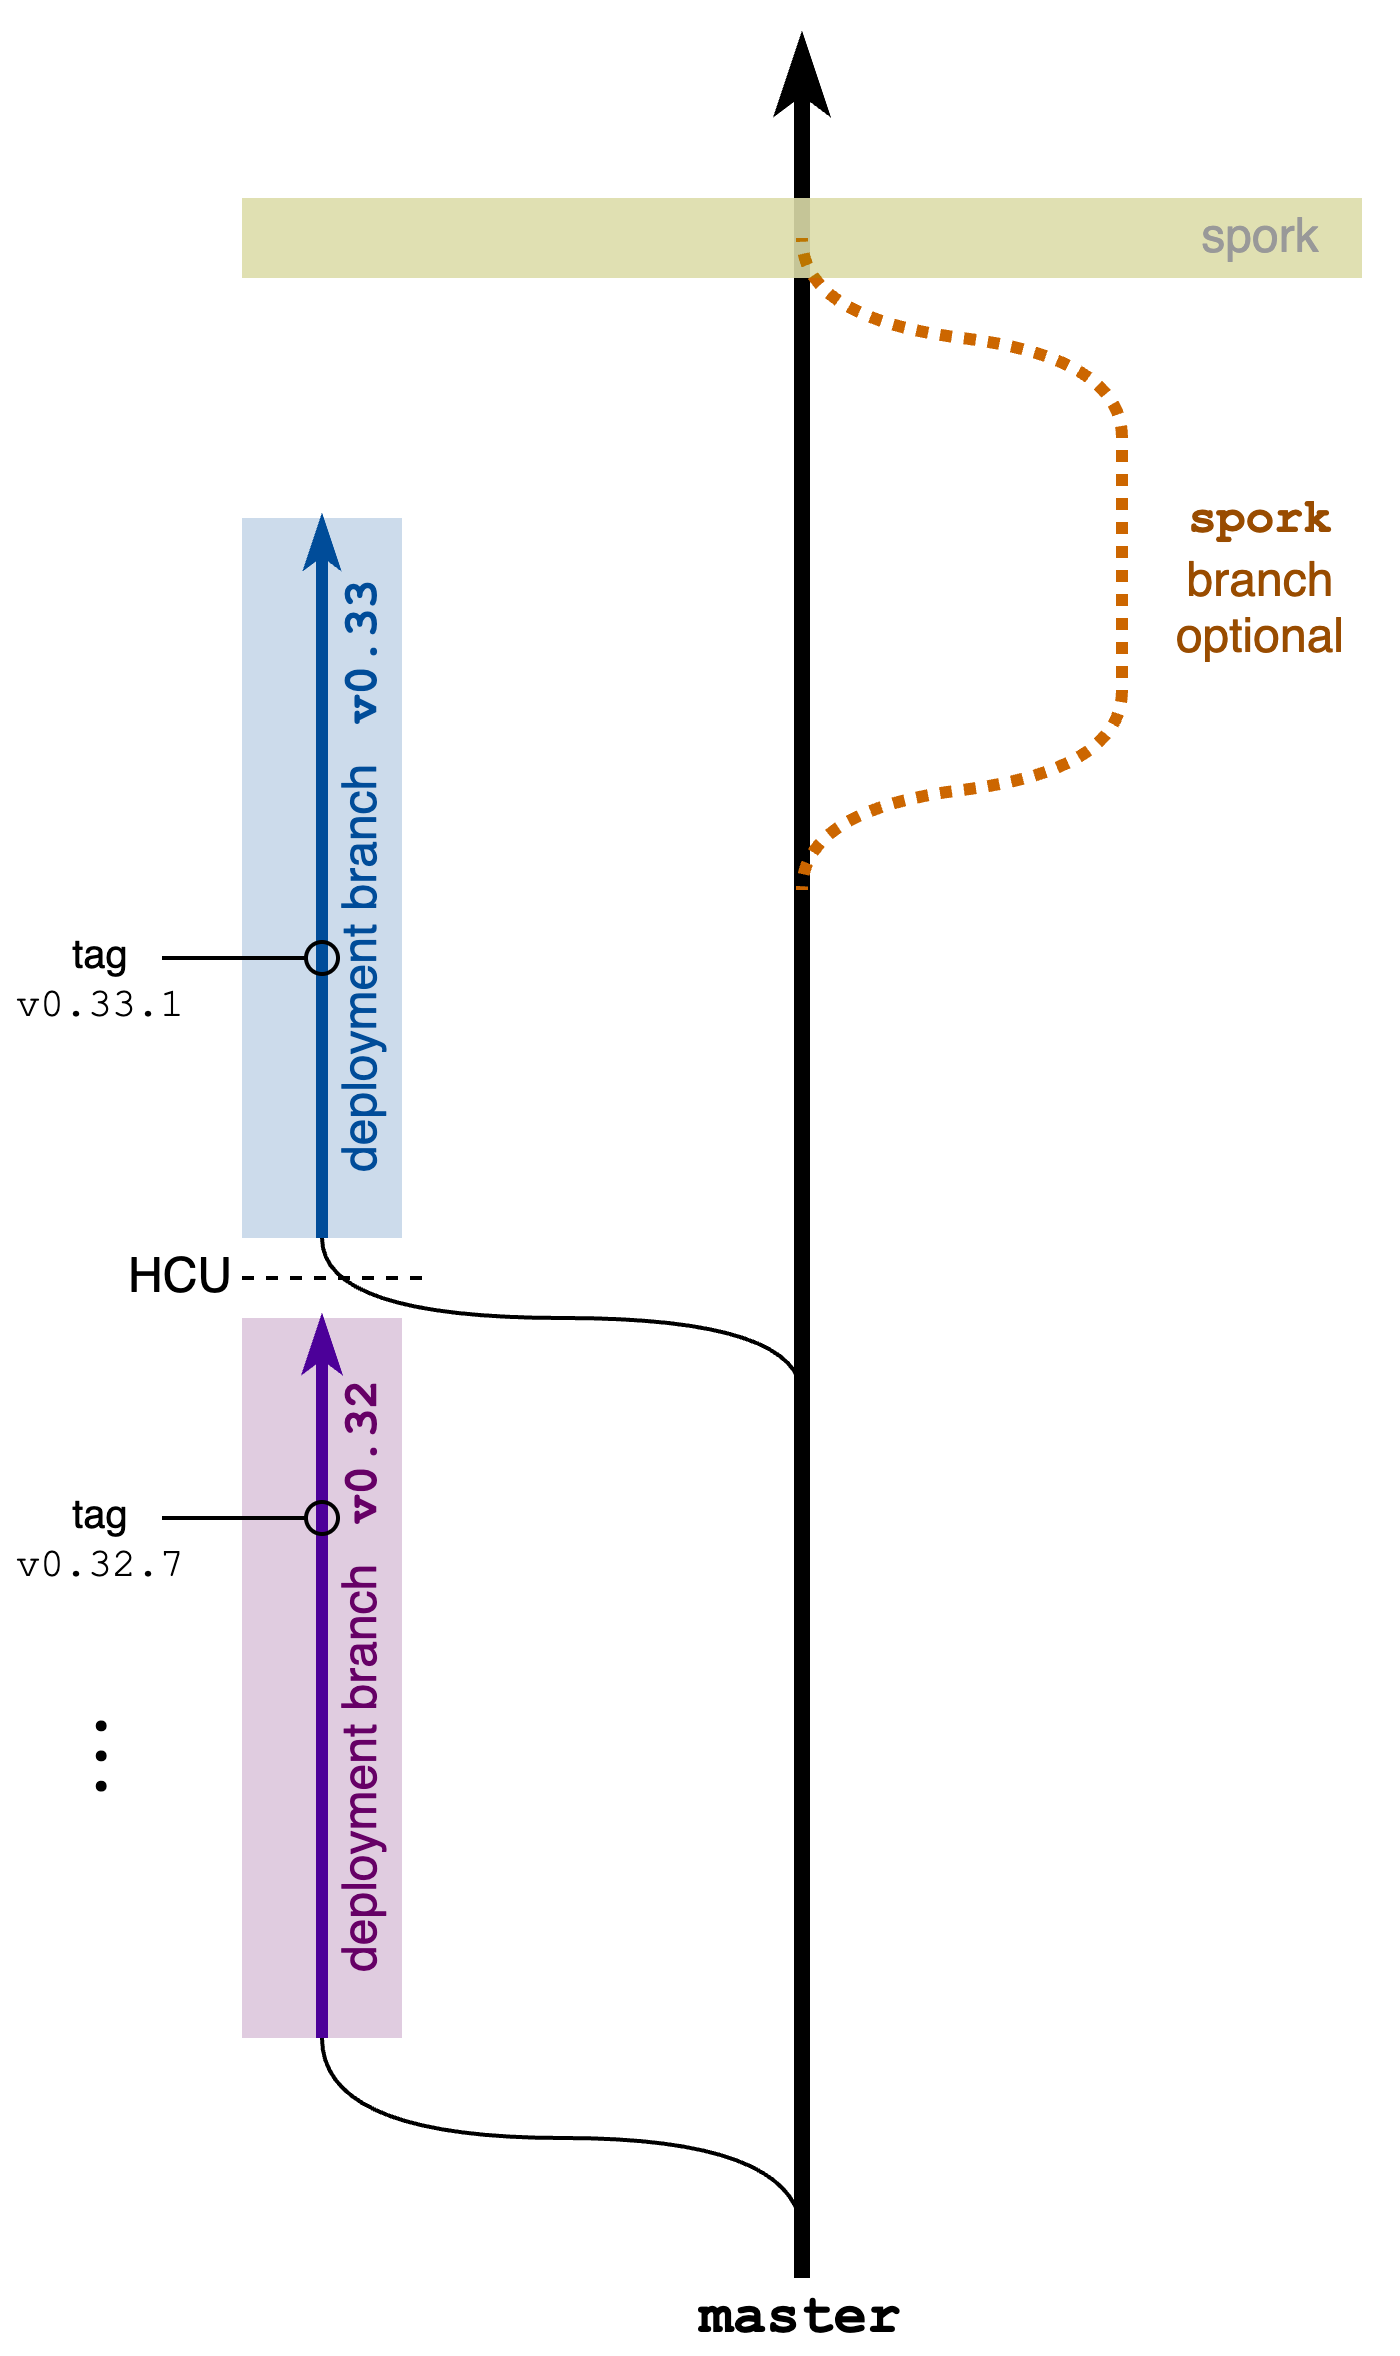 spork
spork
branch
optional
deployment branch v0.33
tag
v0.33.1
HCU
deployment branch v0.32
tag
v0.32.7
master